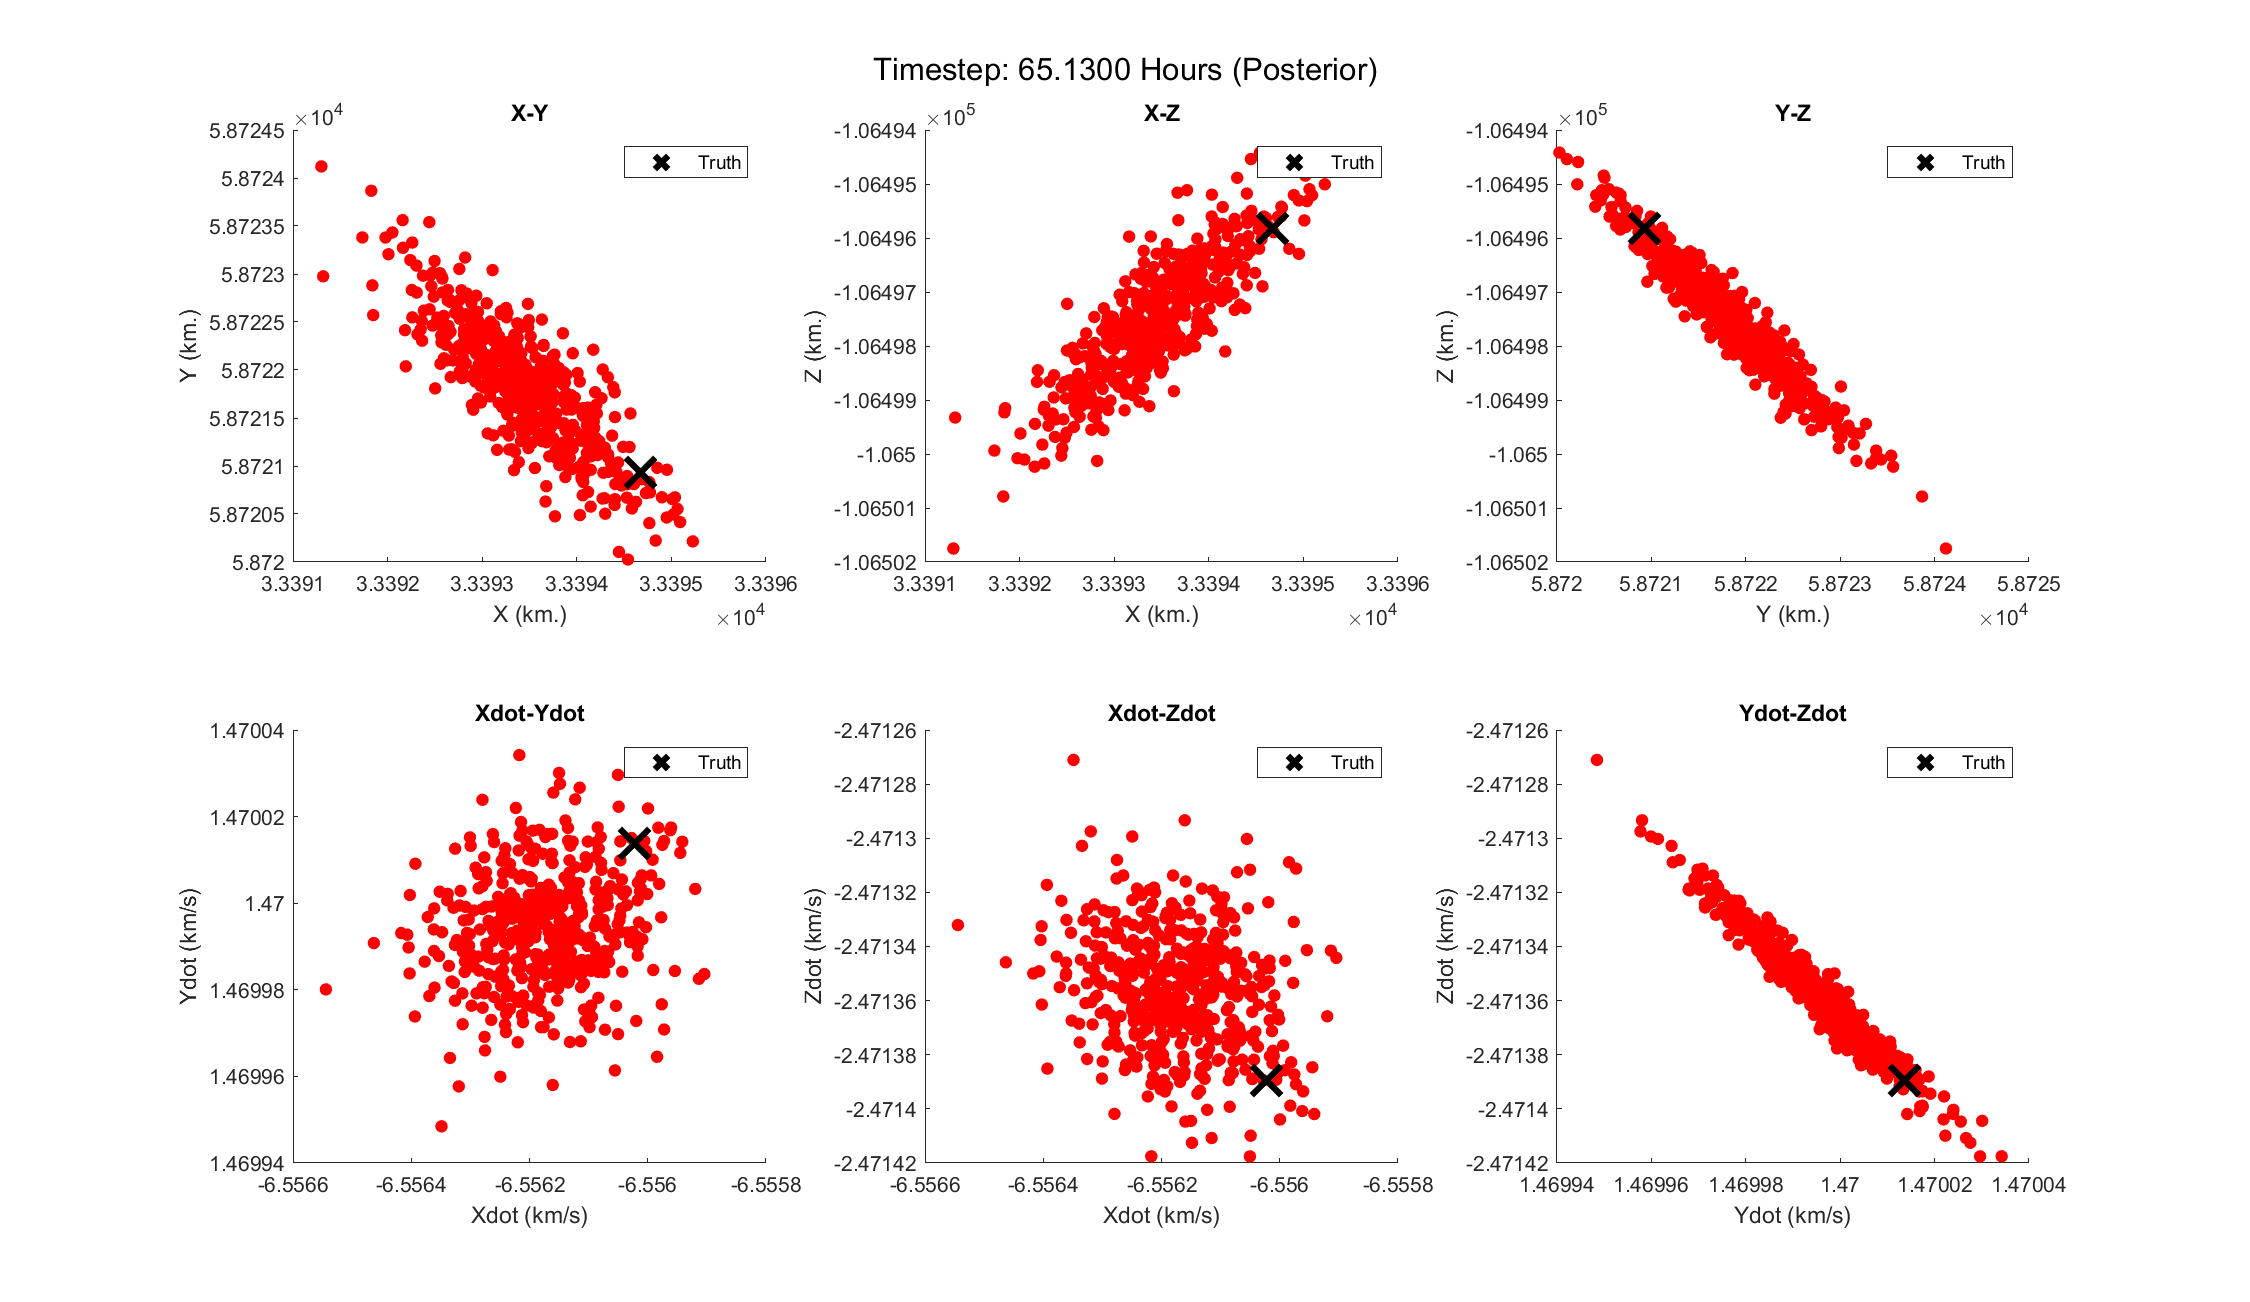 Timestep: 65.1300 Hours (Posterior)
X-Y
×10^4
5.87245
5.8724
5.87235
5.8723
5.87225
5.8722
5.87215
5.8721
5.87205
5.872
Y (km.)
Truth
3.3391 3.3392 3.3393 3.3394 3.3395 3.3396
X (km.)
×10^4
X-Z
×10^5
-1.06494
-1.06495
-1.06496
-1.06497
-1.06498
-1.06499
-1.065
-1.06501
-1.06502
Z (km.)
Truth
3.3391 3.3392 3.3393 3.3394 3.3395 3.3396
X (km.)
×10^4
Y-Z
×10^5
-1.06494
-1.06495
-1.06496
-1.06497
-1.06498
-1.06499
-1.065
-1.06501
-1.06502
Z (km.)
Truth
5.872 5.8721 5.8722 5.8723 5.8724 5.8725
Y (km.)
×10^4
Xdot-Ydot
1.47004
1.47002
1.47
1.46998
1.46996
1.46994
Ydot (km/s)
Truth
-6.5566 -6.5564 -6.5562 -6.556 -6.5558
Xdot (km/s)
Xdot-Zdot
-2.47126
-2.47128
-2.4713
-2.47132
-2.47134
-2.47136
-2.47138
-2.4714
-2.47142
Zdot (km/s)
Truth
-6.5566 -6.5564 -6.5562 -6.556 -6.5558
Xdot (km/s)
Ydot-Zdot
-2.47126
-2.47128
-2.4713
-2.47132
-2.47134
-2.47136
-2.47138
-2.4714
-2.47142
Zdot (km/s)
Truth
1.46994 1.46996 1.46998 1.47 1.47002 1.47004
Ydot (km/s)